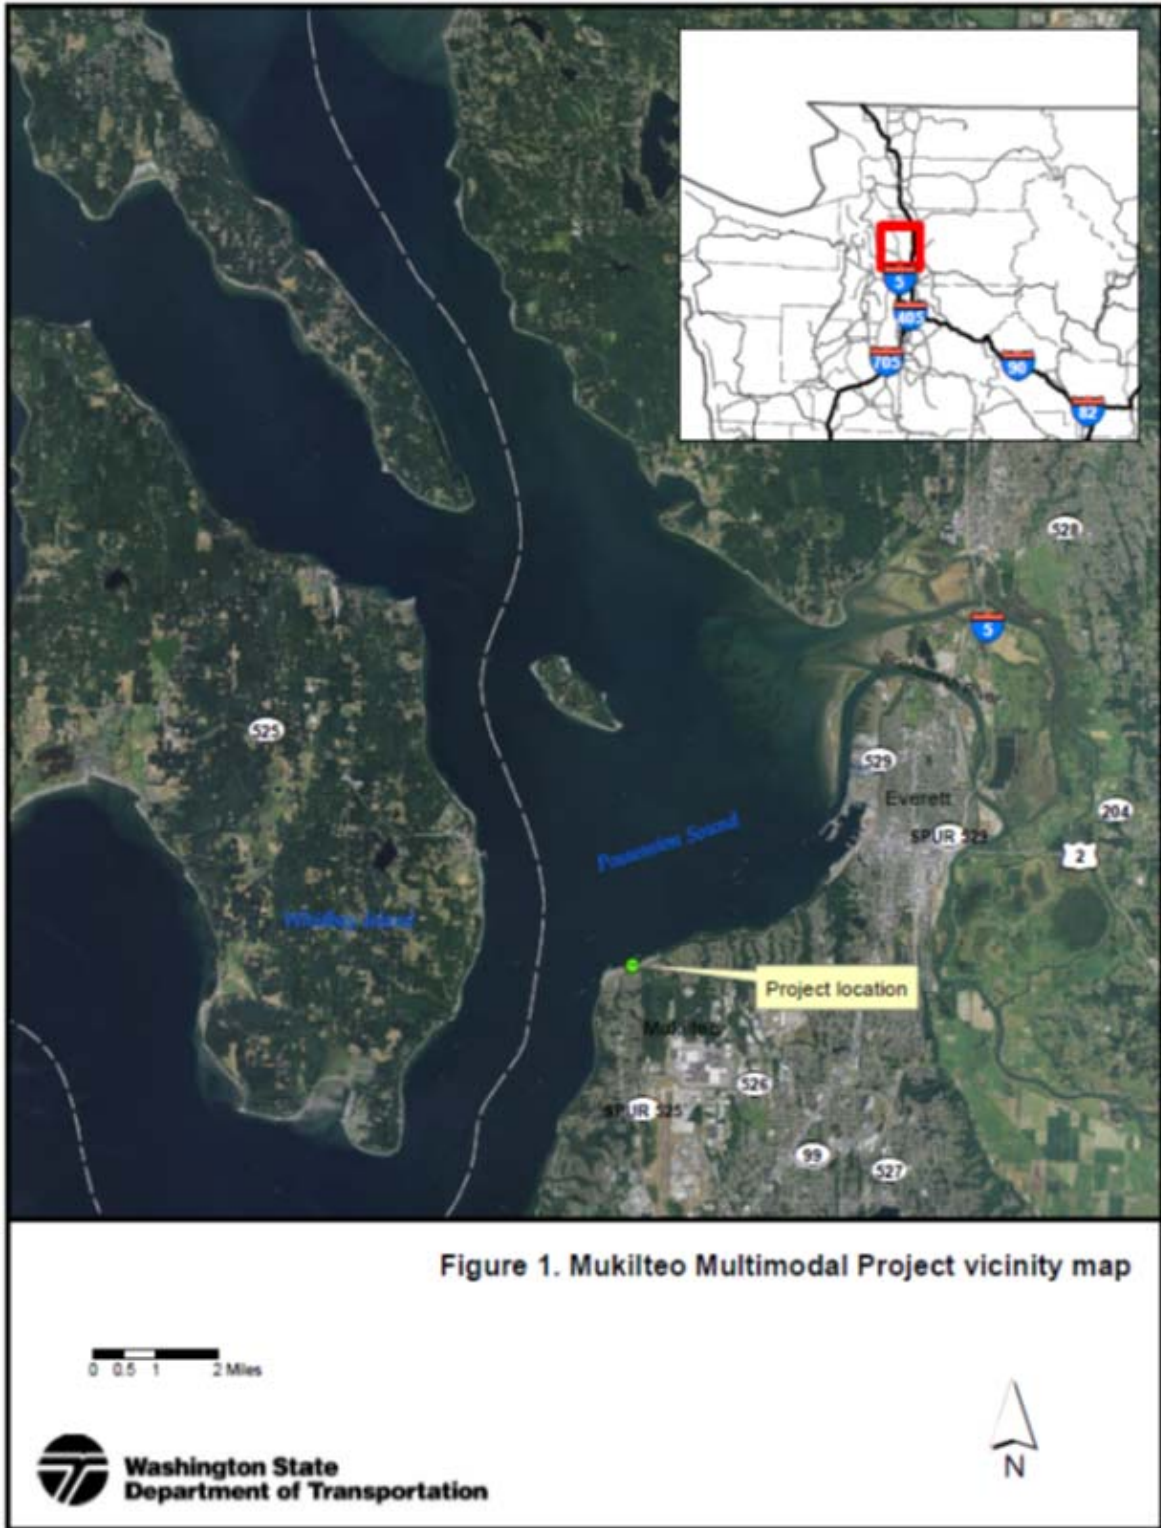 5
405
705
90
82
528
5
525
529
Everett
SPUR 529
204
2
Possession Sound
Whidbey Island
Project location
Mukilteo
526
SPUR 525
99
527
Figure 1. Mukilteo Multimodal Project vicinity map
0 0.5 1 2 Miles
N
Washington State
Department of Transportation